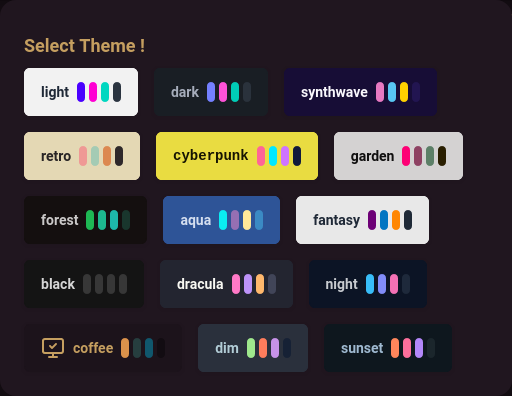 Select Theme !
light dark synthwave
retro cyberpunk garden
forest aqua fantasy
black dracula night
coffee dim sunset